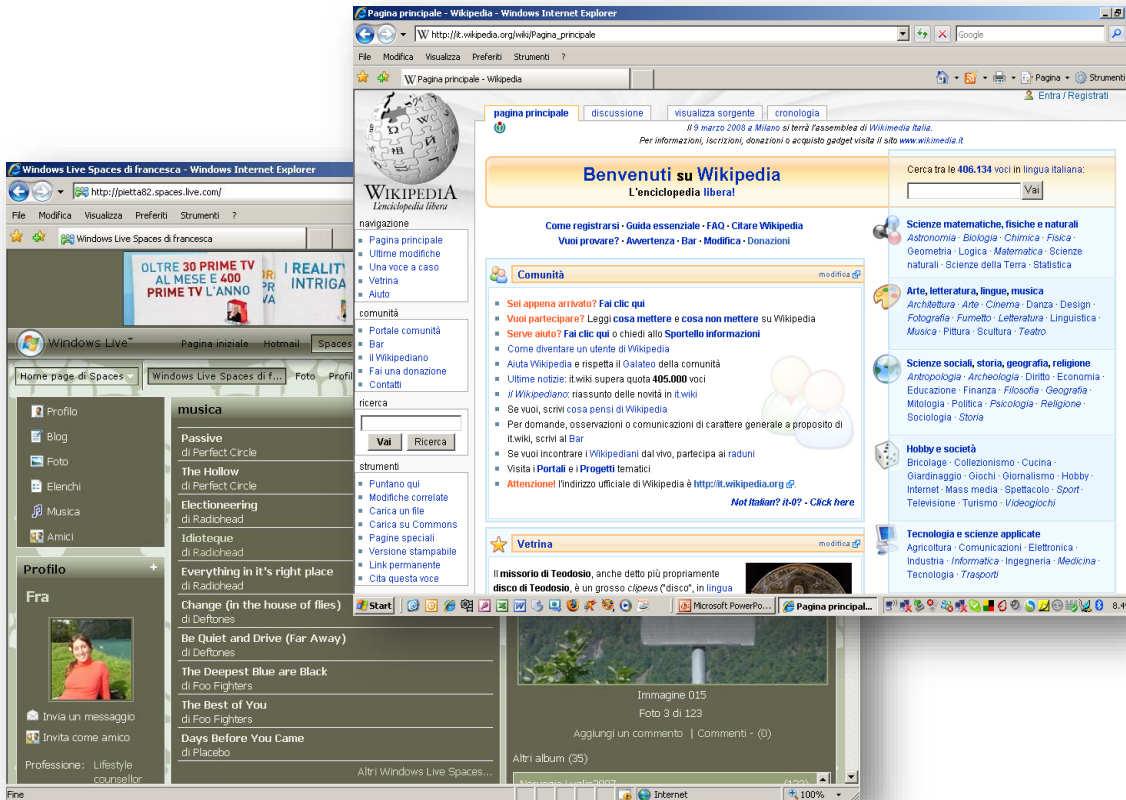 Pagina principale - Wikipedia - Windows Internet Explorer
http://it.wikipedia.org/wiki/Pagina_principale
Google
File Modifica Visualizza Preferiti Strumenti ?
Pagina principale - Wikipedia
Pagina Strumenti
Entra / Registrati
pagina principale discussione visualizza sorgente cronologia
Il 9 marzo 2008 a Milano si terrà l'assemblea di Wikimedia Italia.
Per informazioni, iscrizioni, donazioni o acquisto gadget visita il sito www.wikimedia.it
WIKIPEDIA
L'enciclopedia libera
navigazione
Pagina principale
Ultime modifiche
Una voce a caso
Vetrina
Aiuto
comunità
Portale comunità
Bar
il Wikipediano
Fai una donazione
Contatti
ricerca
Vai Ricerca
strumenti
Puntano qui
Modifiche correlate
Carica un file
Carica su Commons
Pagine speciali
Versione stampabile
Link permanente
Cita questa voce
Benvenuti su Wikipedia
L'enciclopedia libera!
Come registrarsi · Guida essenziale · FAQ · Citare Wikipedia
Vuoi provare? · Avvertenza · Bar · Modifica · Donazioni
Comunità modifica
Sei appena arrivato? Fai clic qui
Vuoi partecipare? Leggi cosa mettere e cosa non mettere su Wikipedia
Serve aiuto? Fai clic qui o chiedi allo Sportello informazioni
Come diventare un utente di Wikipedia
Aiuta Wikipedia e rispetta il Galateo della comunità
Ultime notizie: it.wiki supera quota 405.000 voci
il Wikipediano: riassunto delle novità in it.wiki
Se vuoi, scrivi cosa pensi di Wikipedia
Per domande, osservazioni o comunicazioni di carattere generale a proposito di
it.wiki, scrivi al Bar
Se vuoi incontrare i Wikipediani dal vivo, partecipa ai raduni
Visita i Portali e i Progetti tematici
Attenzione! l'indirizzo ufficiale di Wikipedia è http://it.wikipedia.org
Not Italian? it-0? - Click here
Vetrina modifica
Il missorio di Teodosio, anche detto più propriamente
disco di Teodosio, è un grosso clipeus ("disco", in lingua
Cerca tra le 406.134 voci in lingua italiana:
Vai
Scienze matematiche, fisiche e naturali
Astronomia · Biologia · Chimica · Fisica ·
Geometria · Logica · Matematica · Scienze
naturali · Scienze della Terra · Statistica
Arte, letteratura, lingue, musica
Architettura · Arte · Cinema · Danza · Design ·
Fotografia · Fumetto · Letteratura · Linguistica ·
Musica · Pittura · Scultura · Teatro
Scienze sociali, storia, geografia, religione
Antropologia · Archeologia · Diritto · Economia ·
Educazione · Finanza · Filosofia · Geografia ·
Mitologia · Politica · Psicologia · Religione ·
Sociologia · Storia
Hobby e società
Bricolage · Collezionismo · Cucina ·
Giardinaggio · Giochi · Giornalismo · Hobby ·
Internet · Mass media · Spettacolo · Sport ·
Televisione · Turismo · Videogiochi
Tecnologia e scienze applicate
Agricoltura · Comunicazioni · Elettronica ·
Industria · Informatica · Ingegneria · Medicina ·
Tecnologia · Trasporti
Start Microsoft PowerPo... Pagina principal...
Windows Live Spaces di francesca - Windows Internet Explorer
http://pietta82.spaces.live.com/
File Modifica Visualizza Preferiti Strumenti ?
Windows Live Spaces di francesca
OLTRE 30 PRIME TV
AL MESE E 400
PRIME TV L'ANNO
I REALIT
INTRIGA
Windows Live Pagina iniziale Hotmail Spaces
Home page di Spaces Windows Live Spaces di f... Foto Profil
Profilo
Blog
Foto
Elenchi
Musica
Amici
Profilo +
Fra
Invia un messaggio
Invita come amico
Professione: Lifestyle
counsellor
musica
Passive
di Perfect Circle
The Hollow
di Perfect Circle
Electioneering
di Radiohead
Idioteque
di Radiohead
Everything in it's right place
di Radiohead
Change (in the house of flies)
di Deftones
Be Quiet and Drive (Far Away)
di Deftones
The Deepest Blue are Black
di Foo Fighters
The Best of You
di Foo Fighters
Days Before You Came
di Placebo
Altri Windows Live Spaces...
Immagine 015
Foto 3 di 123
Aggiungi un commento | Commenti - (0)
Altri album (35)
Fine Internet 100%